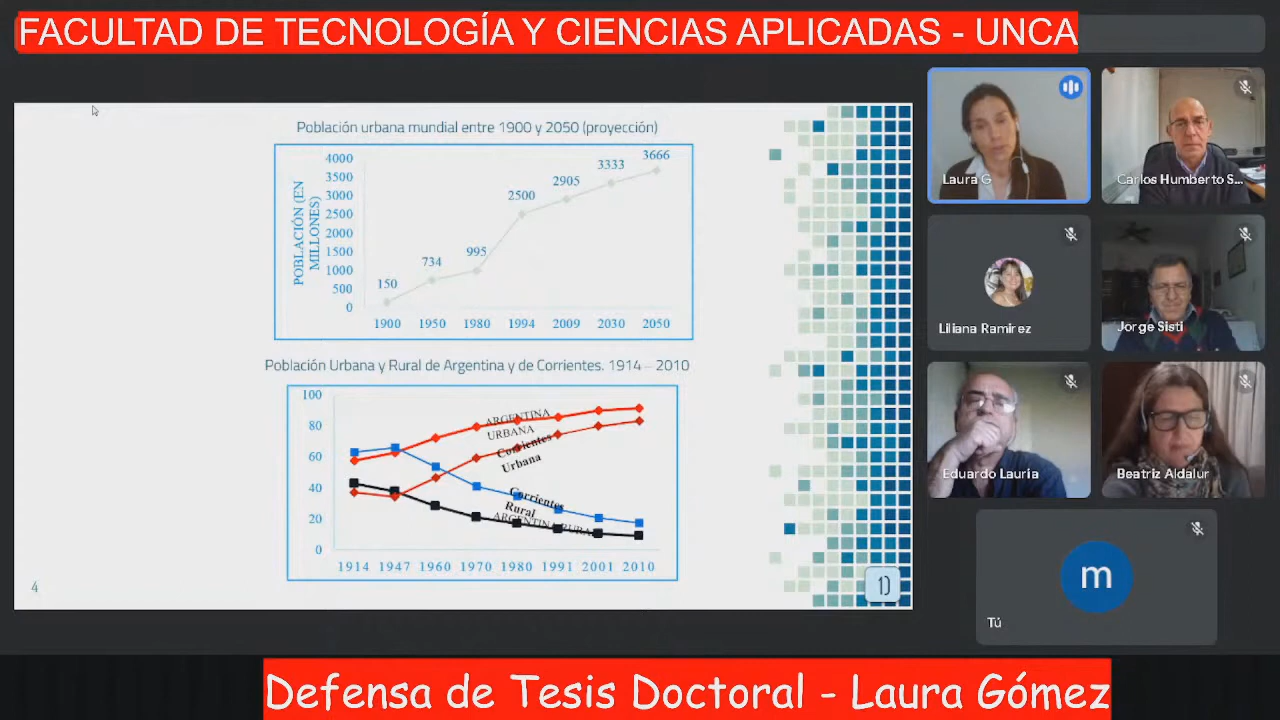 FACULTAD DE TECNOLOGÍA Y CIENCIAS APLICADAS - UNCA
Población urbana mundial entre 1900 y 2050 (proyección)
POBLACIÓN (EN
MILLONES)
4000
3500
3000
2500
2000
1500
1000
500
0
150
734
995
2500
2905
3333
3666
1900 1950 1980 1994 2009 2030 2050
Población Urbana y Rural de Argentina y de Corrientes. 1914 – 2010
100
80
60
40
20
0
ARGENTINA
URBANA
Corrientes
Urbana
Corrientes
Rural
ARGENTINA RURAL
1914 1947 1960 1970 1980 1991 2001 2010
4
1)
Laura G
Carlos Humberto S...
Liliana Ramirez
Jorge Sisti
Eduardo Lauría
Beatriz Aldalur
m
Tú
Defensa de Tesis Doctoral - Laura Gómez